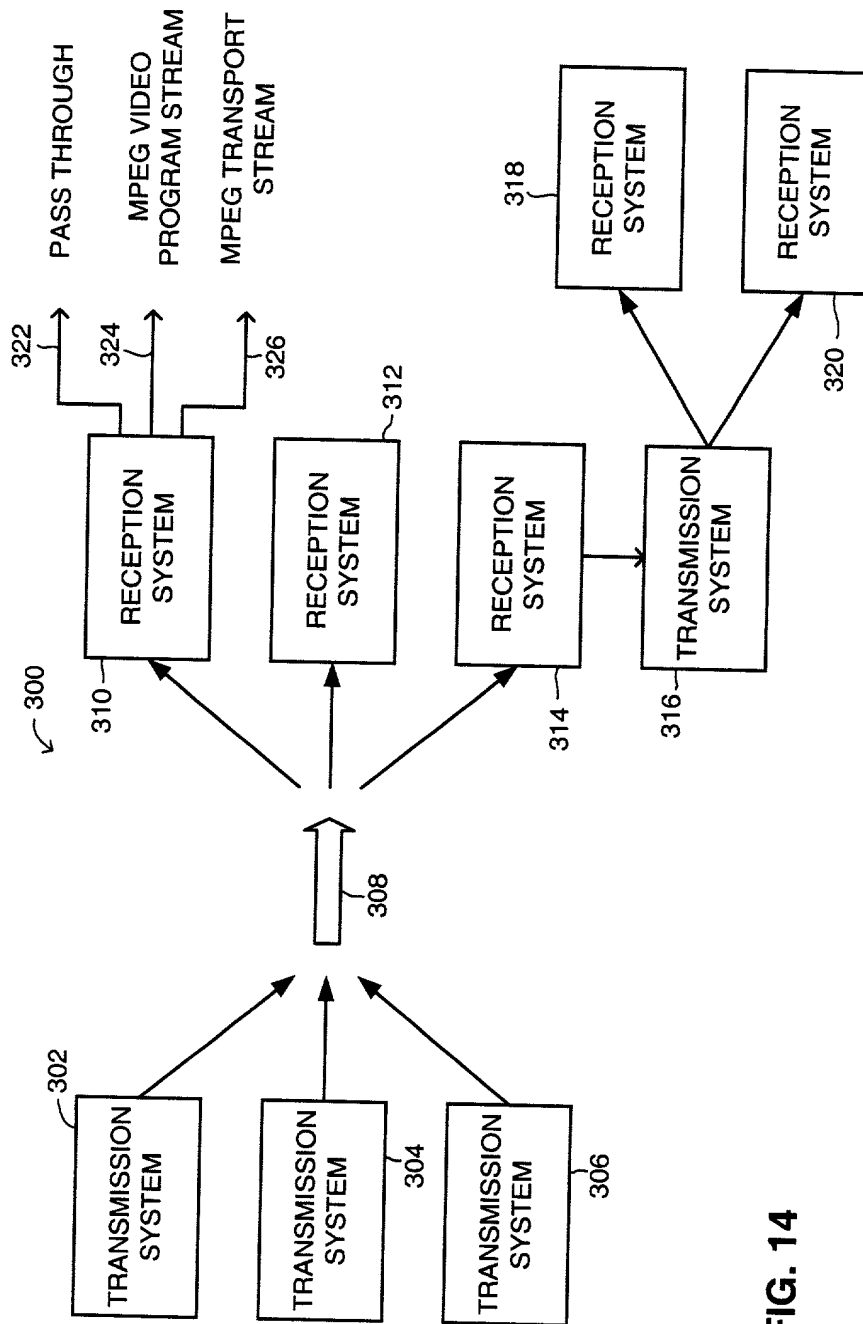 300
302
TRANSMISSION
SYSTEM
TRANSMISSION
SYSTEM
304
TRANSMISSION
SYSTEM
306
308
310
RECEPTION
SYSTEM
322
PASS THROUGH
324
MPEG VIDEO
PROGRAM STREAM
326
MPEG TRANSPORT
STREAM
RECEPTION
SYSTEM
312
RECEPTION
SYSTEM
314
TRANSMISSION
SYSTEM
316
318
RECEPTION
SYSTEM
RECEPTION
SYSTEM
320
FIG. 14